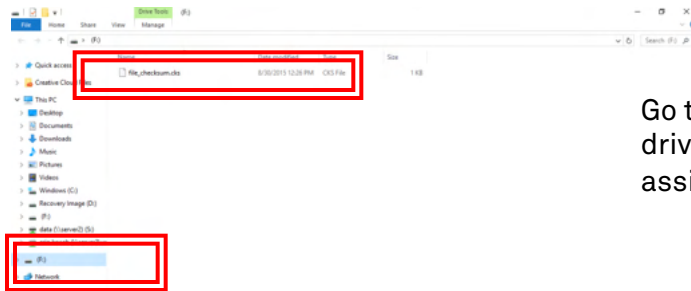 Drive Tools (F:)
File Home Share View Manage
(F:)
Search (F:)
Name Date modified Type Size
Quick access
file_checksum.cks 8/30/2015 12:26 PM CKS File 1 KB
Creative Cloud Files
This PC
Desktop
Documents
Downloads
Music
Pictures
Videos
Windows (C:)
Recovery Image (D:)
(F:)
data (\\server2) (S:)
(F:)
Network
Go t
driv
assi